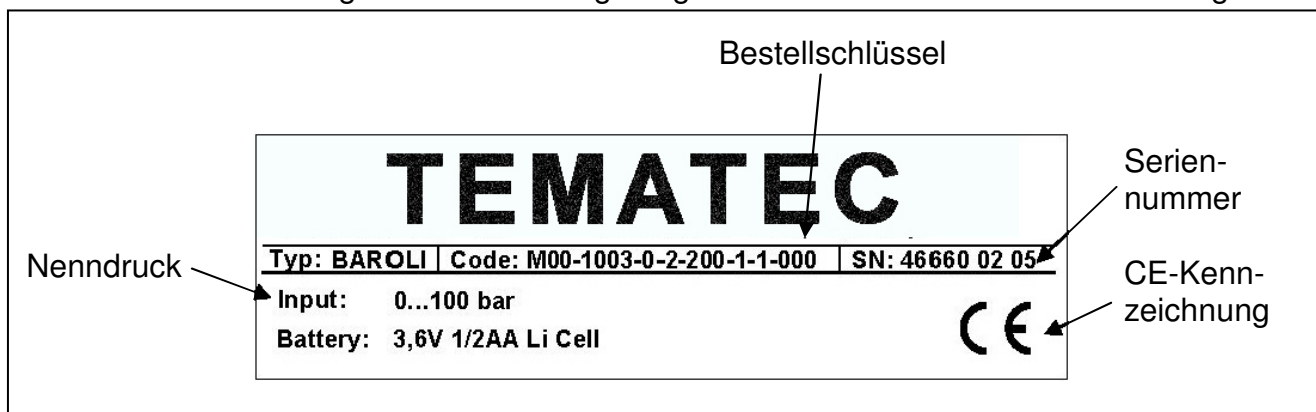 Bestellschlüssel
TEMATEC
Serien-
nummer
Typ: BAROLI Code: M00-1003-0-2-200-1-1-000 SN: 46660 02 05
Nenndruck
Input: 0...100 bar
CE-Kenn-
zeichnung
Battery: 3,6V 1/2AA Li Cell
CE